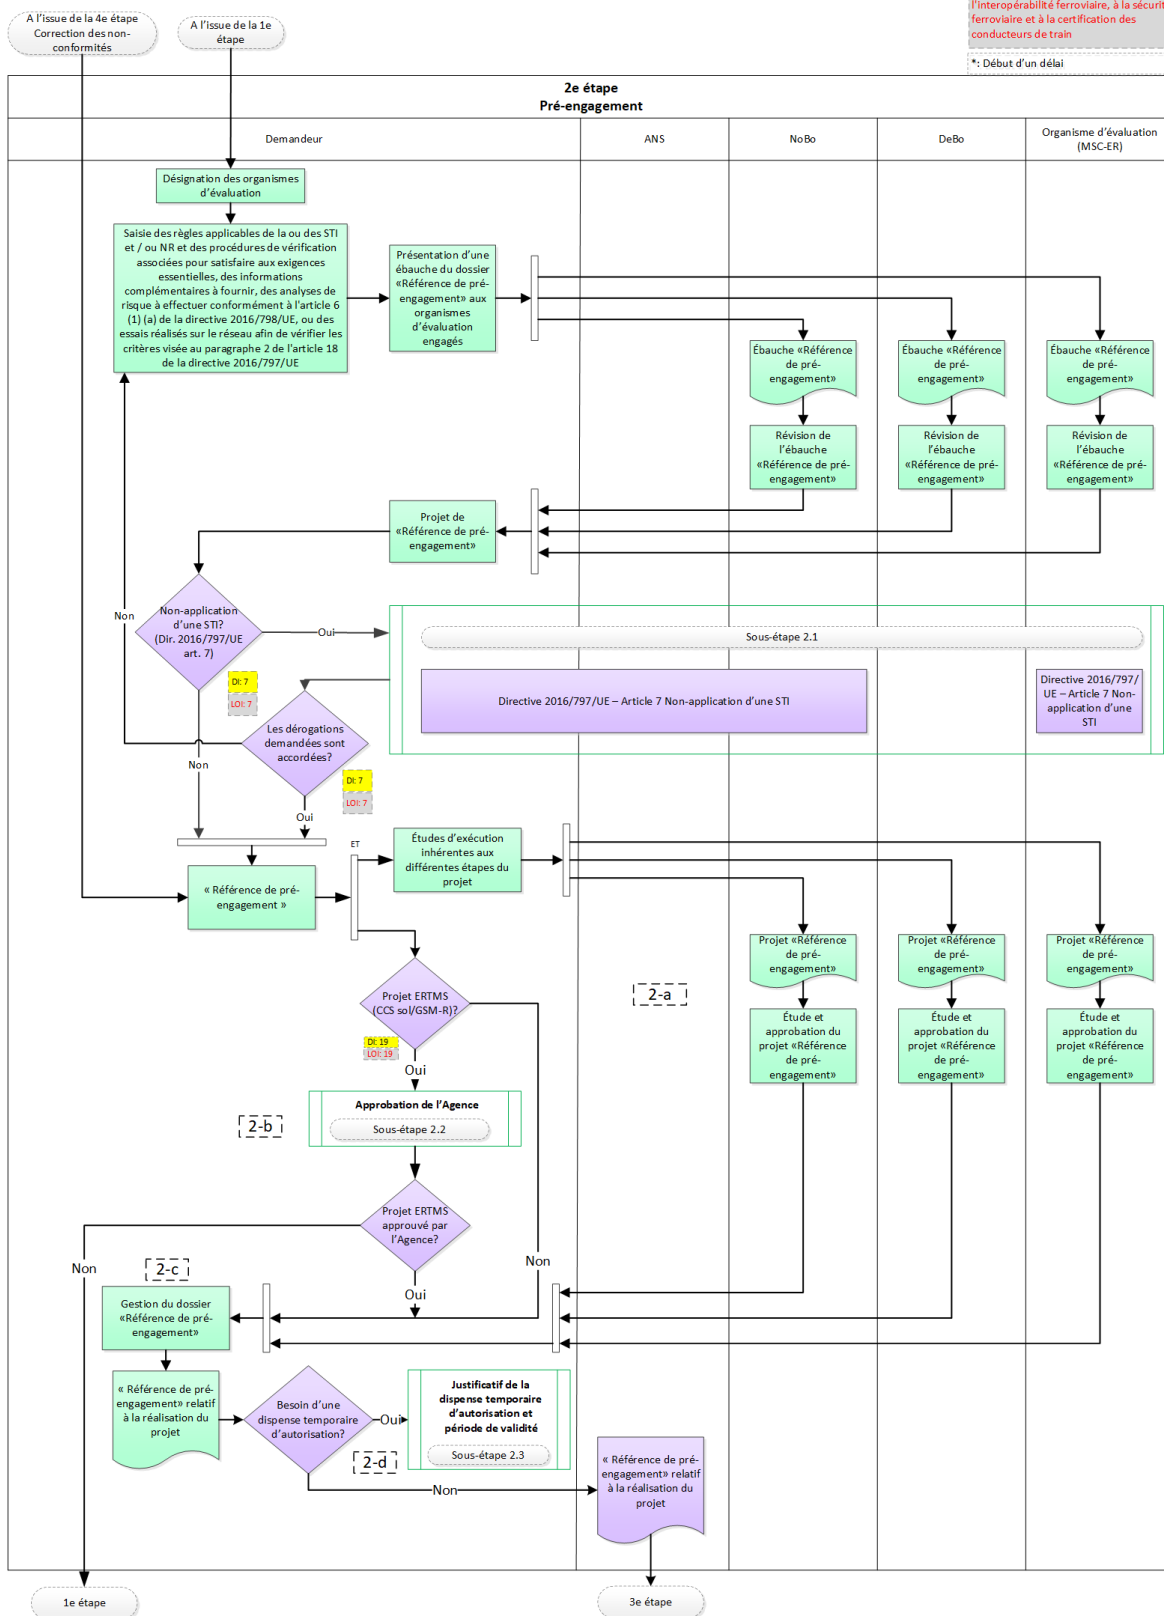 A l'issue de la 4e étape
Correction des non-
conformités
A l'issue de la 1e
étape
l'interopérabilité ferroviaire, à la sécurit
ferroviaire et à la certification des
conducteurs de train
*: Début d'un délai
2e étape
Pré-engagement
Demandeur
ANS
NoBo
DeBo
Organisme d'évaluation
(MSC-ER)
Désignation des organismes
d'évaluation
Saisie des règles applicables de la ou des STI
et / ou NR et des procédures de vérification
associées pour satisfaire aux exigences
essentielles, des informations
complémentaires à fournir, des analyses de
risque à effectuer conformément à l'article 6
(1) (a) de la directive 2016/798/UE, ou des
essais réalisés sur le réseau afin de vérifier les
critères visée au paragraphe 2 de l'article 18
de la directive 2016/797/UE
Présentation d'une
ébauche du dossier
«Référence de pré-
engagement» aux
organismes
d'évaluation
engagés
Ébauche «Référence
de pré-
engagement»
Ébauche «Référence
de pré-
engagement»
Ébauche «Référence
de pré-
engagement»
Révision de
l'ébauche
«Référence de pré-
engagement»
Révision de
l'ébauche
«Référence de pré-
engagement»
Révision de
l'ébauche
«Référence de pré-
engagement»
Projet de
«Référence de pré-
engagement»
Non-application
d'une STI?
(Dir. 2016/797/UE
art. 7)
Non
Oui
Sous-étape 2.1
DI: 7
LOI: 7
Directive 2016/797/UE – Article 7 Non-application d'une STI
Directive 2016/797/
UE – Article 7 Non-
application d'une
STI
Les dérogations
demandées sont
accordées?
Non
DI: 7
LOI: 7
Oui
« Référence de pré-
engagement »
ET
Études d'exécution
inhérentes aux
différentes étapes du
projet
Projet «Référence
de pré-
engagement»
Projet «Référence
de pré-
engagement»
Projet «Référence
de pré-
engagement»
Projet ERTMS
(CCS sol/GSM-R)?
2-a
DI: 19
LOI: 19
Oui
Étude et
approbation du
projet «Référence
de pré-
engagement»
Étude et
approbation du
projet «Référence
de pré-
engagement»
Étude et
approbation du
projet «Référence
de pré-
engagement»
Approbation de l'Agence
Sous-étape 2.2
2-b
Projet ERTMS
approuvé par
l'Agence?
Non
Non
2-c
Oui
Gestion du dossier
«Référence de pré-
engagement»
« Référence de pré-
engagement» relatif
à la réalisation du
projet
Besoin d'une
dispense temporaire
d'autorisation?
Oui
Justificatif de la
dispense temporaire
d'autorisation et
période de validité
Sous-étape 2.3
2-d
Non
« Référence de pré-
engagement» relatif
à la réalisation du
projet
1e étape
3e étape